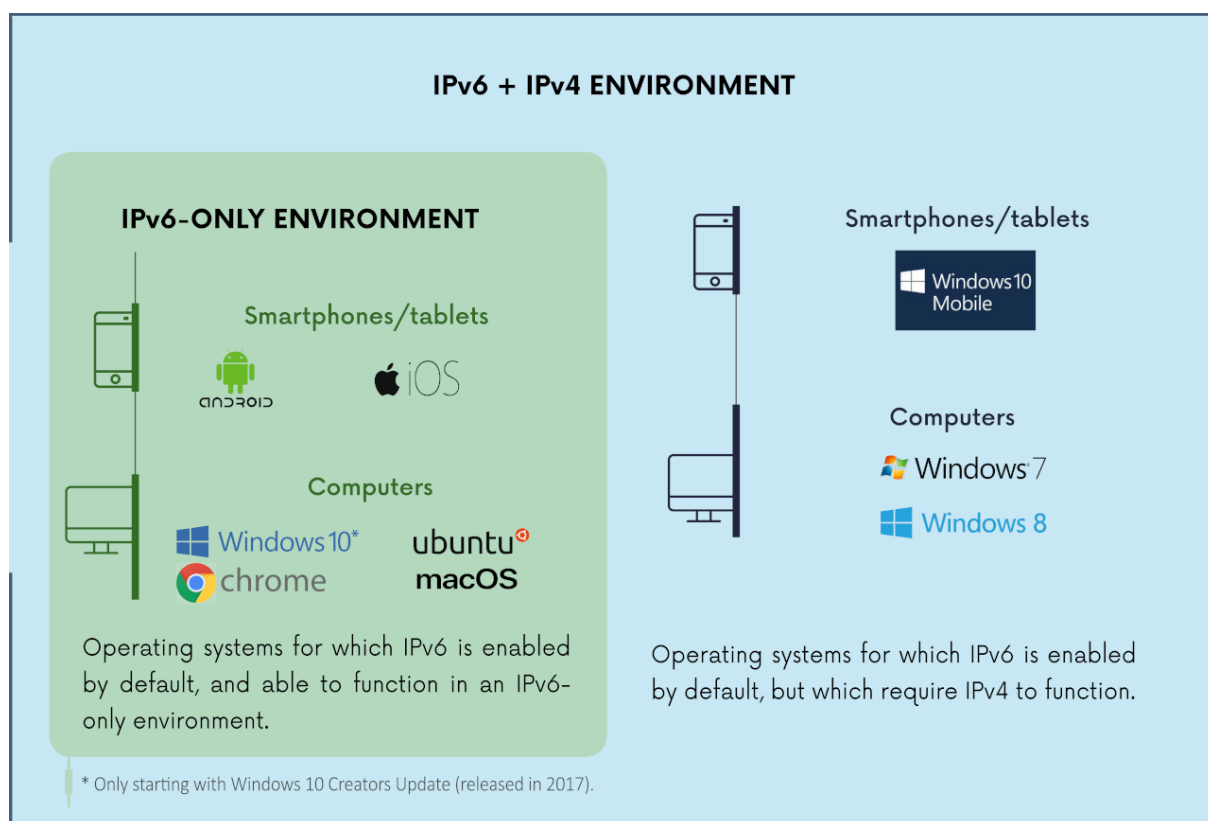 IPv6 + IPv4 ENVIRONMENT
IPv6-ONLY ENVIRONMENT
Smartphones/tablets
android
iOS
Computers
Windows 10*
ubuntu
chrome
macOS
Operating systems for which IPv6 is enabled
by default, and able to function in an IPv6-
only environment.
Smartphones/tablets
Windows 10
Mobile
Computers
Windows 7
Windows 8
Operating systems for which IPv6 is enabled
by default, but which require IPv4 to function.
* Only starting with Windows 10 Creators Update (released in 2017).